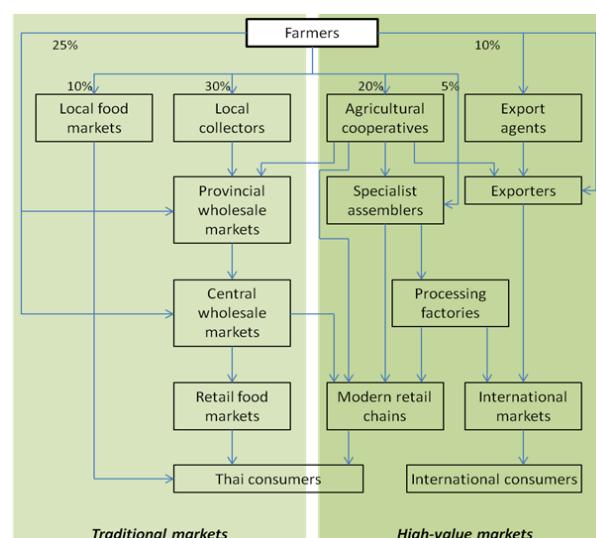 Farmers
25%
10%
10%
30%
20%
5%
Local food
markets
Local
collectors
Agricultural
cooperatives
Export
agents
Provincial
wholesale
markets
Specialist
assemblers
Exporters
Central
wholesale
markets
Processing
factories
Retail food
markets
Modern retail
chains
International
markets
Thai consumers
International consumers
Traditional markets
High-value markets